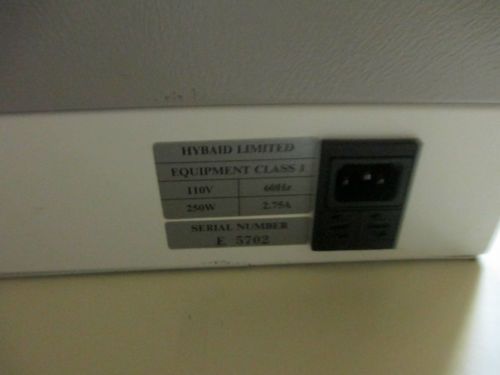 HYBAID LIMITED
EQUIPMENT CLASS 1
110V 60Hz
250W 2.75A
SERIAL NUMBER
E 5702